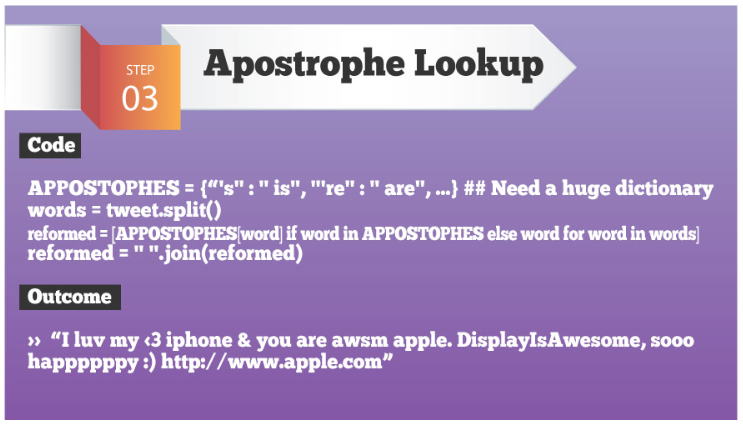 STEP
03
Apostrophe Lookup
Code
APPOSTOPHES = {“'s" : " is", "'re" : " are", ...} ## Need a huge dictionary
words = tweet.split()
reformed = [APPOSTOPHES[word] if word in APPOSTOPHES else word for word in words]
reformed = " ".join(reformed)
Outcome
›› “I luv my <3 iphone & you are awsm apple. DisplayIsAwesome, sooo
happppppy :) http://www.apple.com”